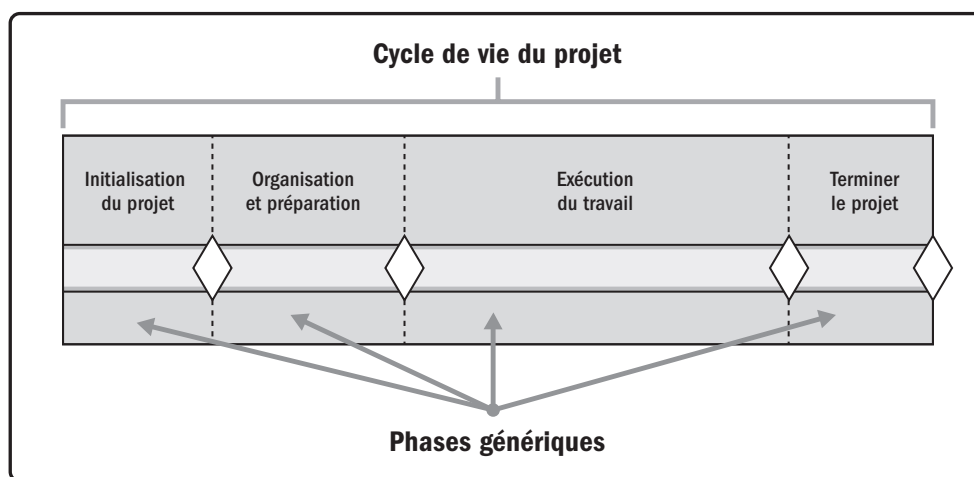 Cycle de vie du projet
Initialisation
du projet
Organisation
et préparation
Exécution
du travail
Terminer
le projet
Phases génériques